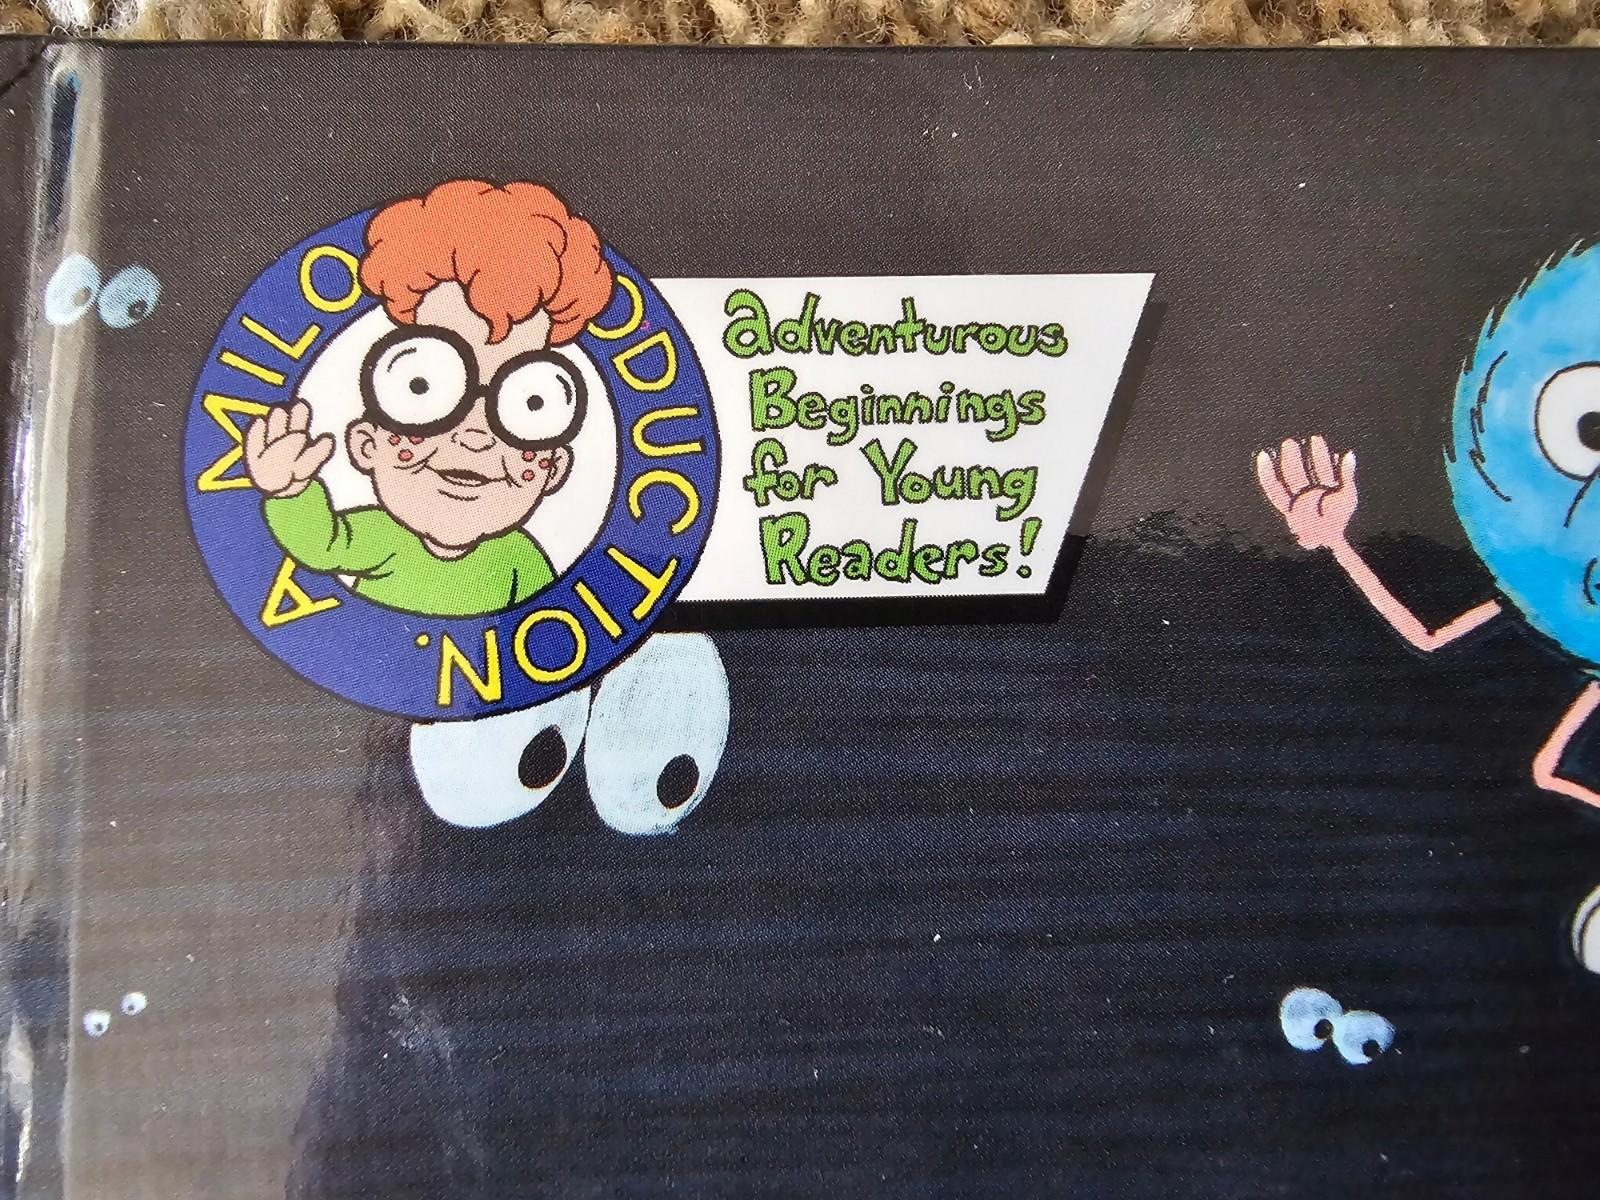 A MILO
ODUCTION.
adventurous
Beginnings
for Young
Readers!